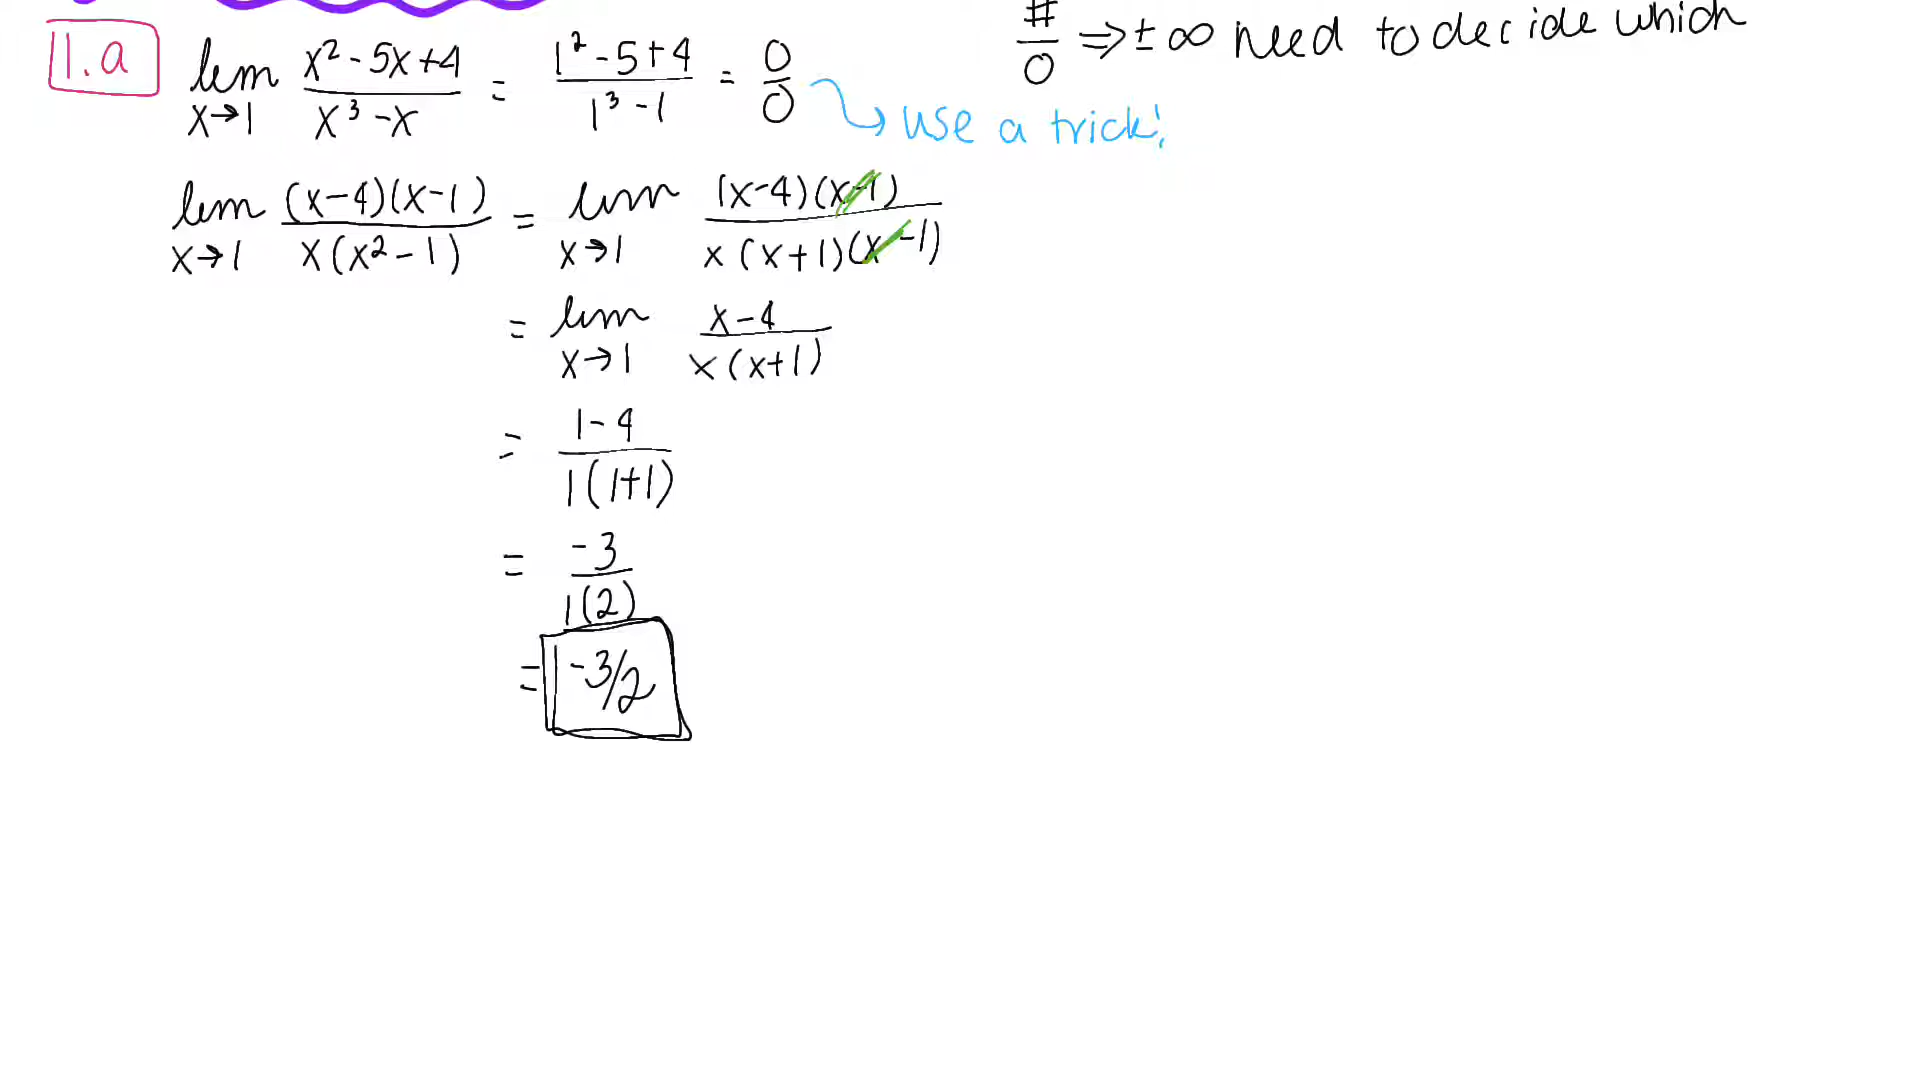 #/0 ⇒ ± ∞ need to decide which
1.a lim x→1 (x² - 5x + 4)/(x³ - x) = (1² - 5 + 4)/(1³ - 1) = 0/0
use a trick!
lim x→1 ((x-4)(x-1))/(x(x² - 1)) = lim x→1 ((x-4)(x-1))/(x(x+1)(x-1))
= lim x→1 (x-4)/(x(x+1))
= (1-4)/(1(1+1))
= -3/(1(2))
= -3/2